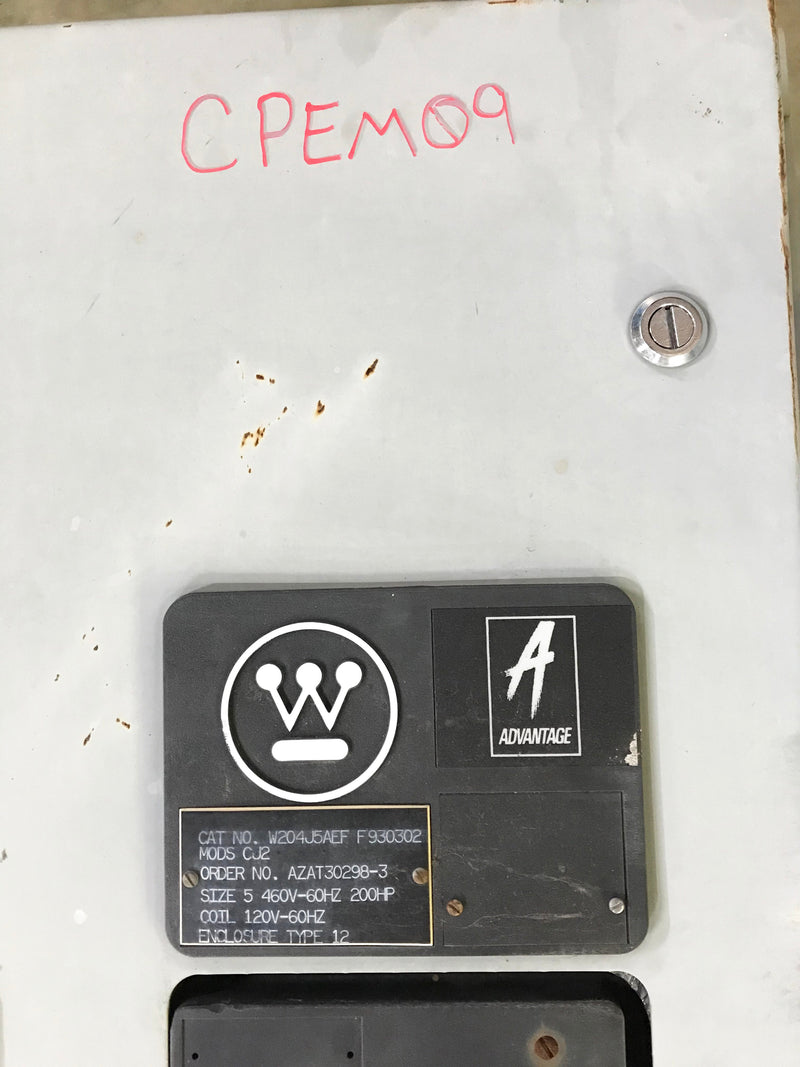 CPEM09
A
ADVANTAGE
W
CAT NO. W204J5AEF F930302
MODS CJ2
ORDER NO. AZAT30298-3
SIZE 5 460V-60HZ 200HP
COIL 120V-60HZ
ENCLOSURE TYPE 12